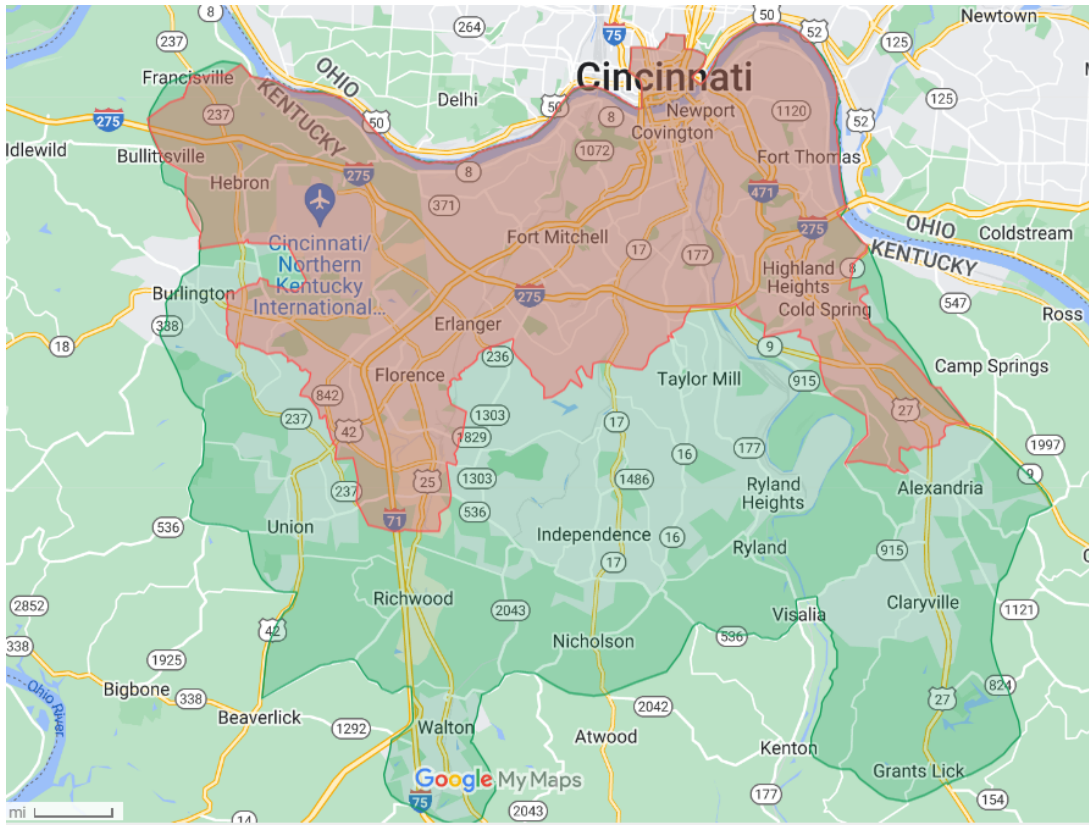 50
8
Newtown
237
264
75
52
125
Francisville
OHIO
KENTUCKY
Cincinnati
Delhi
50
Newport
Covington
8
1120
125
52
275
237
50
dlewild
Bullittsville
1072
Fort Thomas
8
Hebron
275
371
471
Fort Mitchell
17
177
275
OHIO
KENTUCKY
Coldstream
Cincinnati/
Northern
Kentucky
International...
Highland
Heights
8
275
Burlington
Cold Spring
547
Ross
338
Erlanger
18
236
9
Camp Springs
Florence
Taylor Mill
915
842
1303
27
237
42
1829
17
177
1997
16
237
25
1303
1486
Ryland
Heights
Alexandria
9
536
71
536
Union
Independence
16
Ryland
915
17
2852
Richwood
2043
Claryville
1121
Visalia
338
42
Nicholson
536
1925
Bigbone
338
824
27
Ohio River
Beaverlick
1292
Walton
2042
Atwood
Kenton
Google My Maps
Grants Lick
75
177
154
mi
14
2043